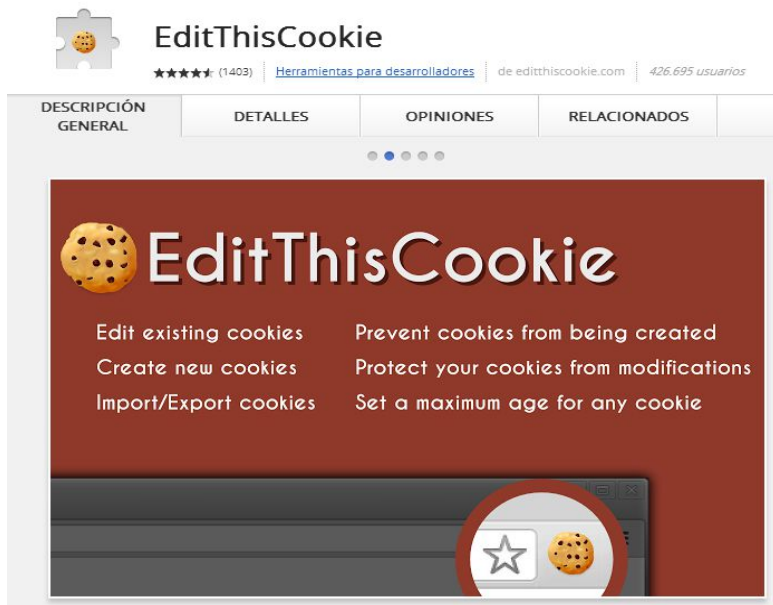 EditThisCookie
(1403) Herramientas para desarrolladores de editthiscookie.com 426.695 usuarios
DESCRIPCIÓN GENERAL DETALLES OPINIONES RELACIONADOS
EditThisCookie
Edit existing cookies Prevent cookies from being created
Create new cookies Protect your cookies from modifications
Import/Export cookies Set a maximum age for any cookie